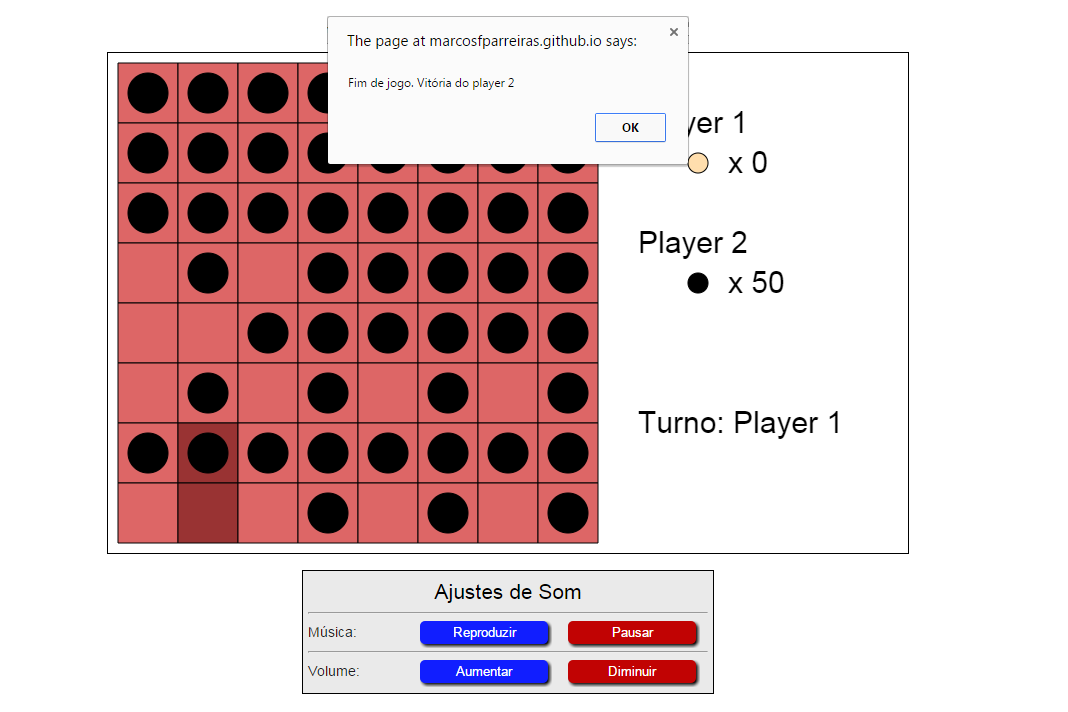 The page at marcosfparreiras.github.io says:
Fim de jogo. Vitória do player 2
OK
yer 1
x 0
Player 2
x 50
Turno: Player 1
Ajustes de Som
Música: Reproduzir Pausar
Volume: Aumentar Diminuir